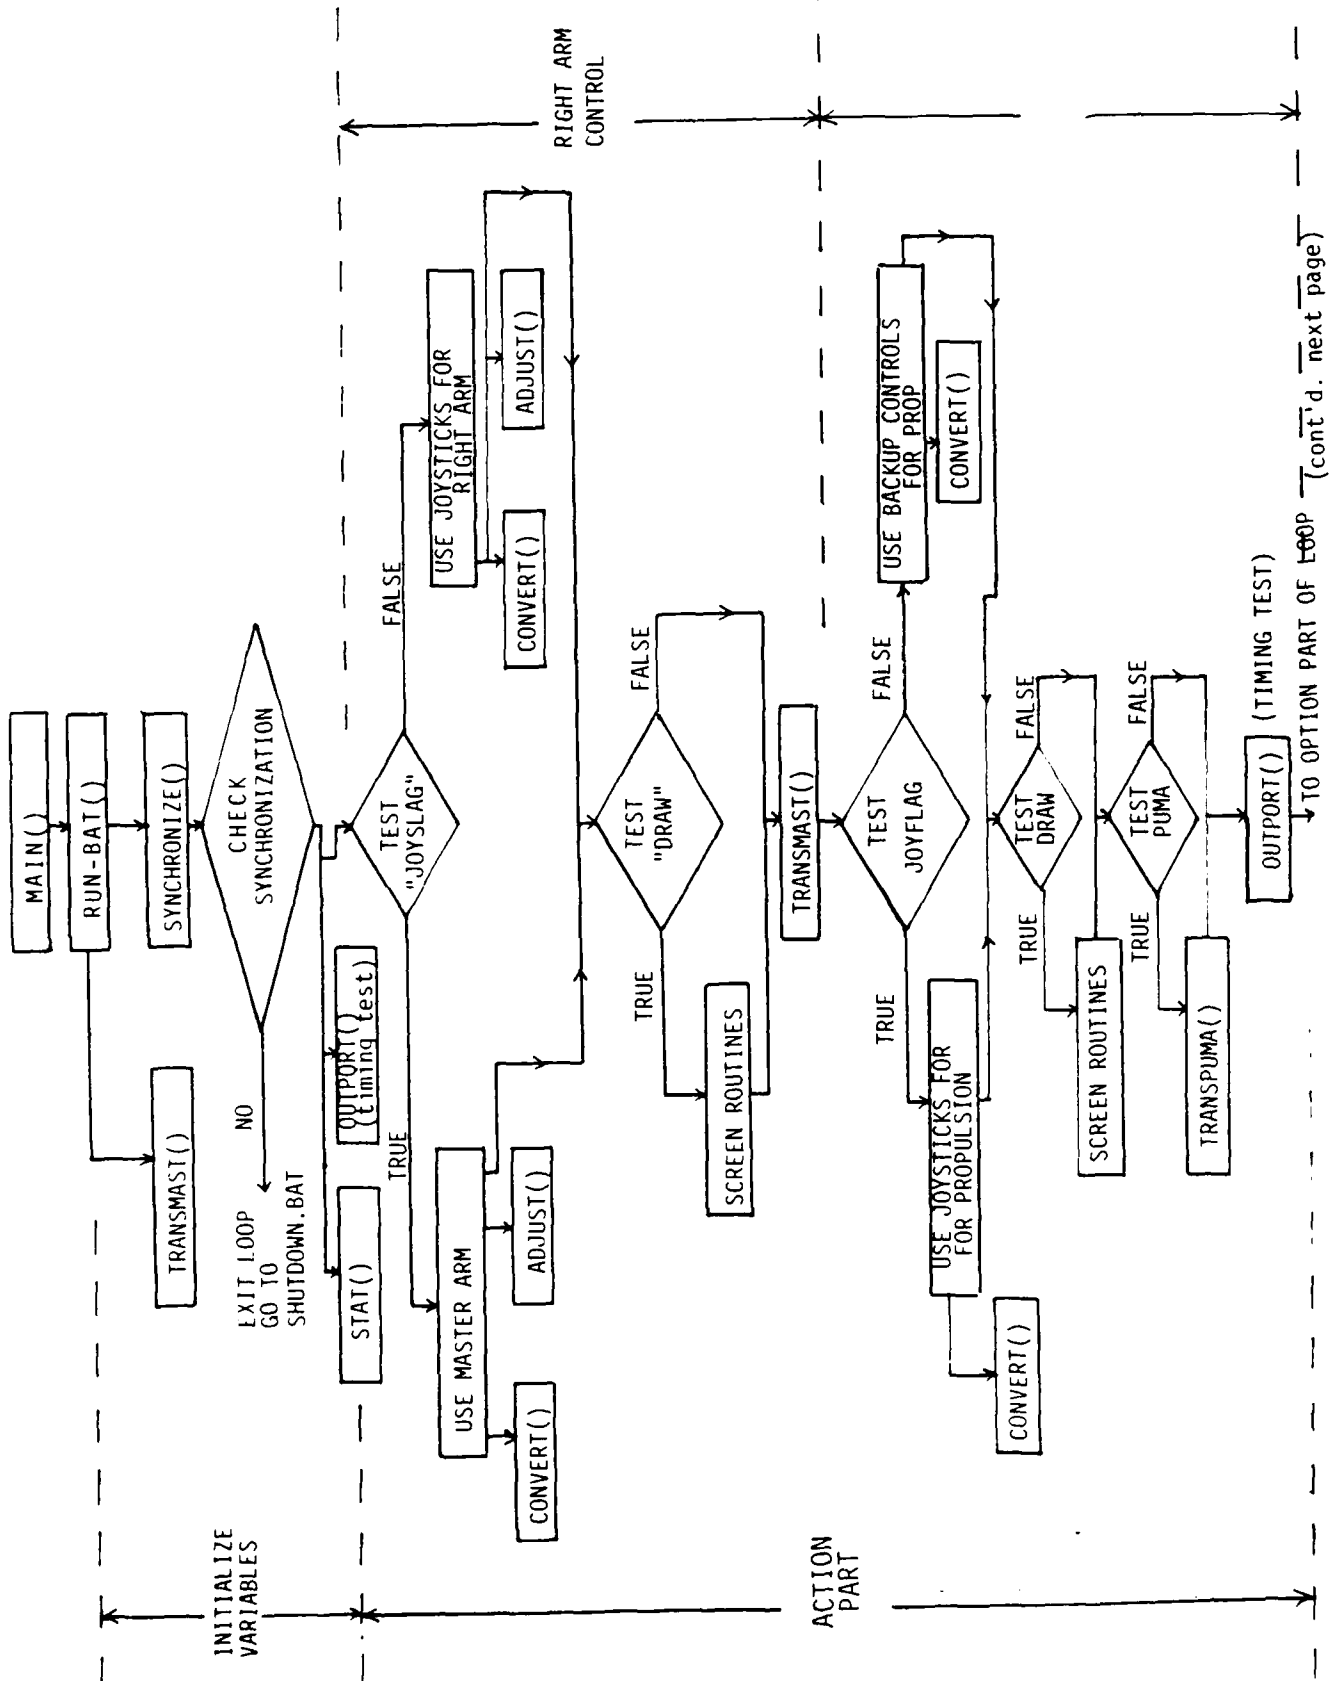 MAIN()
RUN-BAT()
TRANSMAST()
SYNCHRONIZE()
CHECK
SYNCHRONIZATION
NO
EXIT LOOP
GO TO
SHUTDOWN.BAT
INITIALIZE
VARIABLES
STAT()
OUTPORT()
(timing test)
TEST
"JOYSLAG"
TRUE
FALSE
RIGHT ARM
CONTROL
USE MASTER ARM
CONVERT()
ADJUST()
USE JOYSTICKS FOR
RIGHT ARM
CONVERT()
ADJUST()
TEST
"DRAW"
TRUE
FALSE
SCREEN ROUTINES
TRANSMAST()
ACTION
PART
TEST
JOYFLAG
TRUE
FALSE
USE JOYSTICKS FOR
FOR PROPULSION
CONVERT()
USE BACKUP CONTROLS
FOR PROP
CONVERT()
TEST
DRAW
TRUE
FALSE
SCREEN ROUTINES
TEST
PUMA
TRUE
FALSE
TRANSPUMA()
OUTPORT() (TIMING TEST)
TO OPTION PART OF LOOP (cont'd. next page)